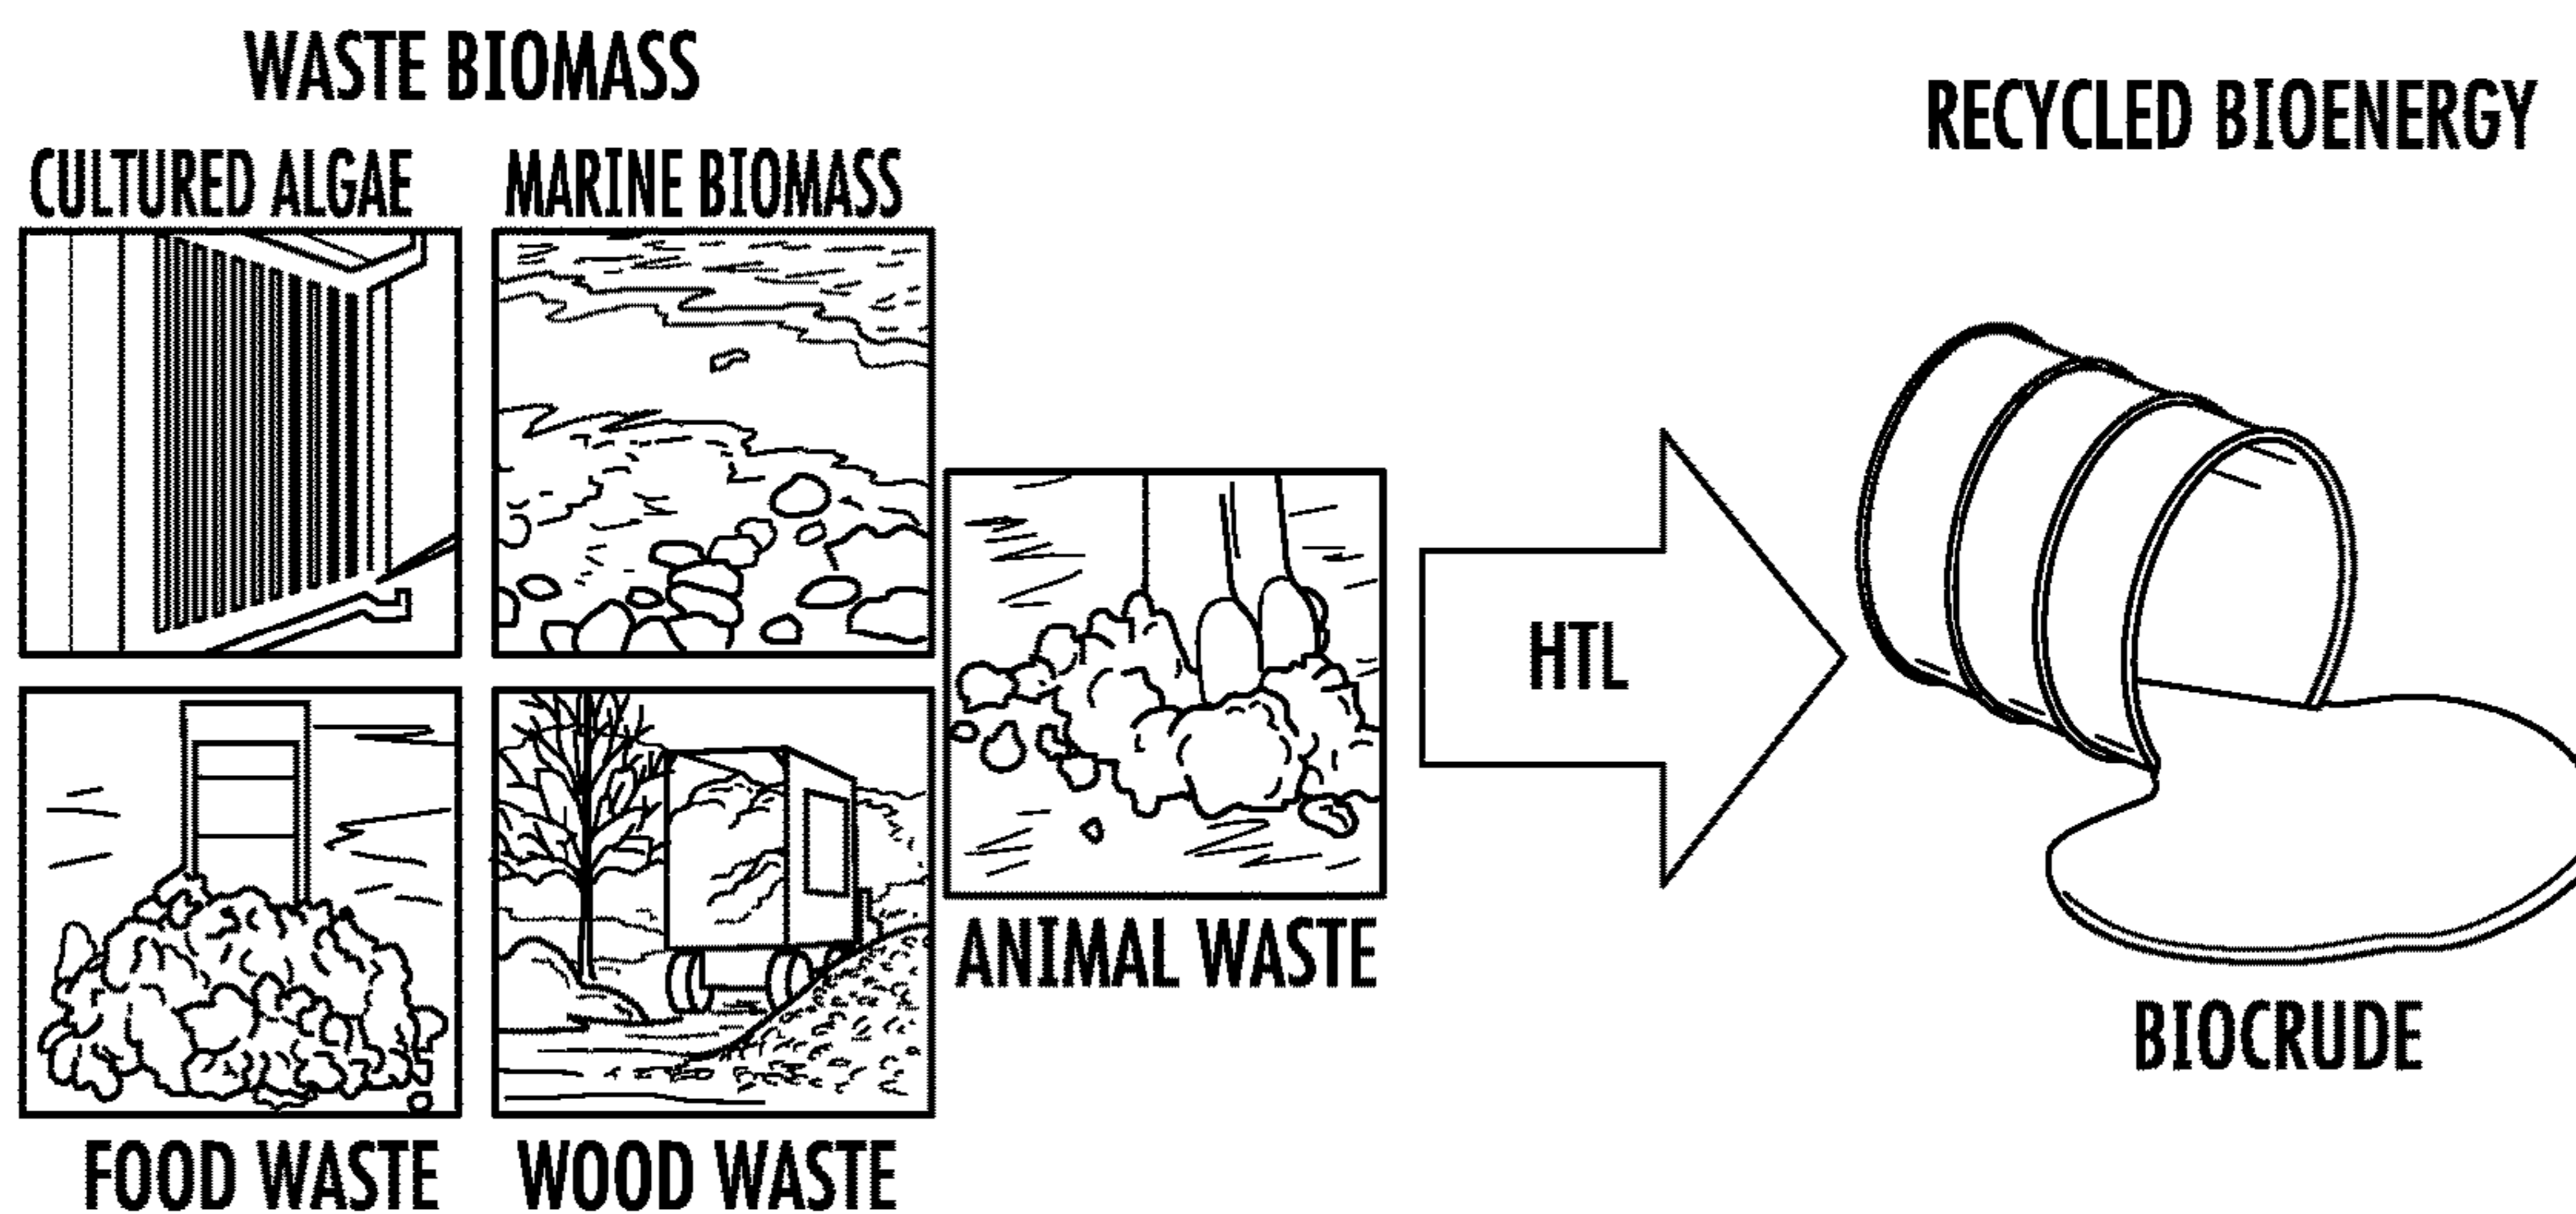 WASTE BIOMASS
RECYCLED BIOENERGY
CULTURED ALGAE
MARINE BIOMASS
HTL
ANIMAL WASTE
BIOCRUDE
FOOD WASTE
WOOD WASTE